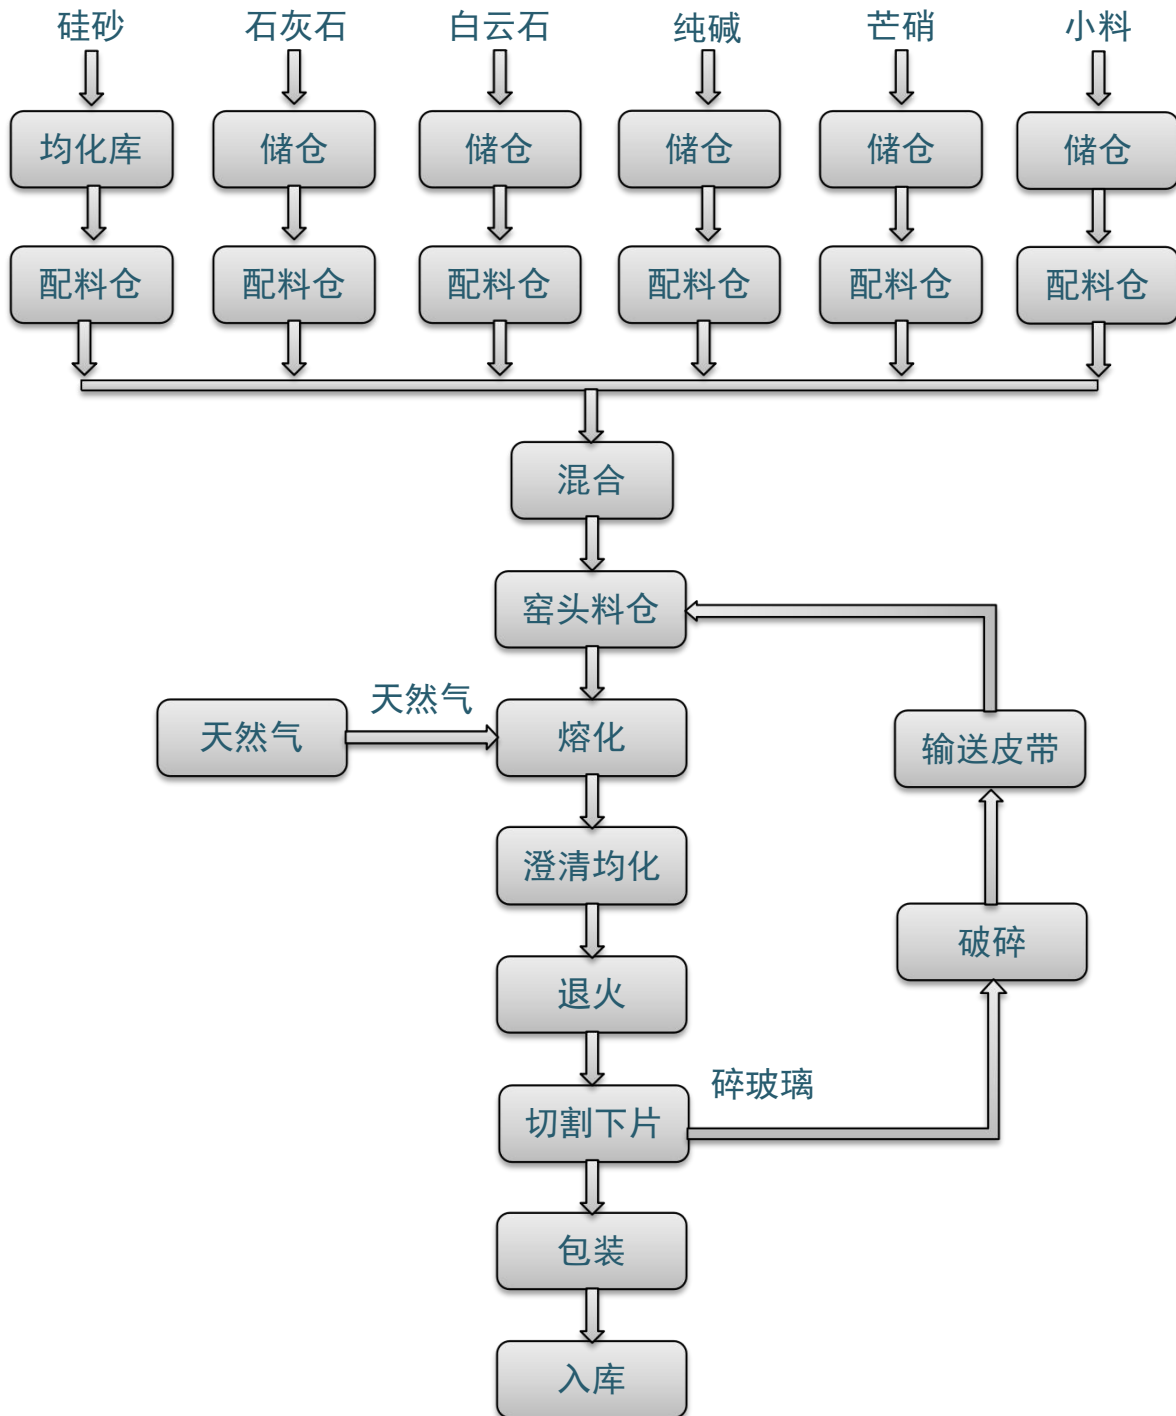 硅砂 石灰石 白云石 纯碱 芒硝 小料
均化库 储仓 储仓 储仓 储仓 储仓
配料仓 配料仓 配料仓 配料仓 配料仓 配料仓
混合
窑头料仓
天然气
天然气 熔化 输送皮带
澄清均化
破碎
退火
碎玻璃
切割下片
包装
入库